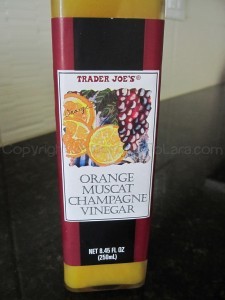 TRADER JOE'S®
ORANGE
MUSCAT
CHAMPAGNE
VINEGAR
NET 8.45 FL OZ
(250mL)